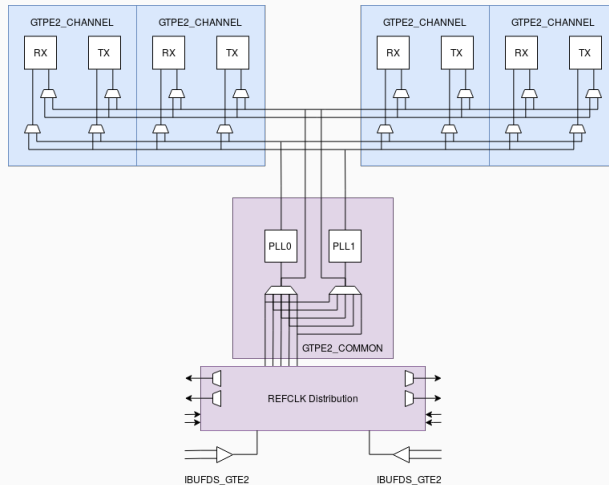 GTPE2_CHANNEL
GTPE2_CHANNEL
GTPE2_CHANNEL
GTPE2_CHANNEL
RX
TX
RX
TX
RX
TX
RX
TX
PLL0
PLL1
GTPE2_COMMON
REFCLK Distribution
IBUFDS_GTE2
IBUFDS_GTE2